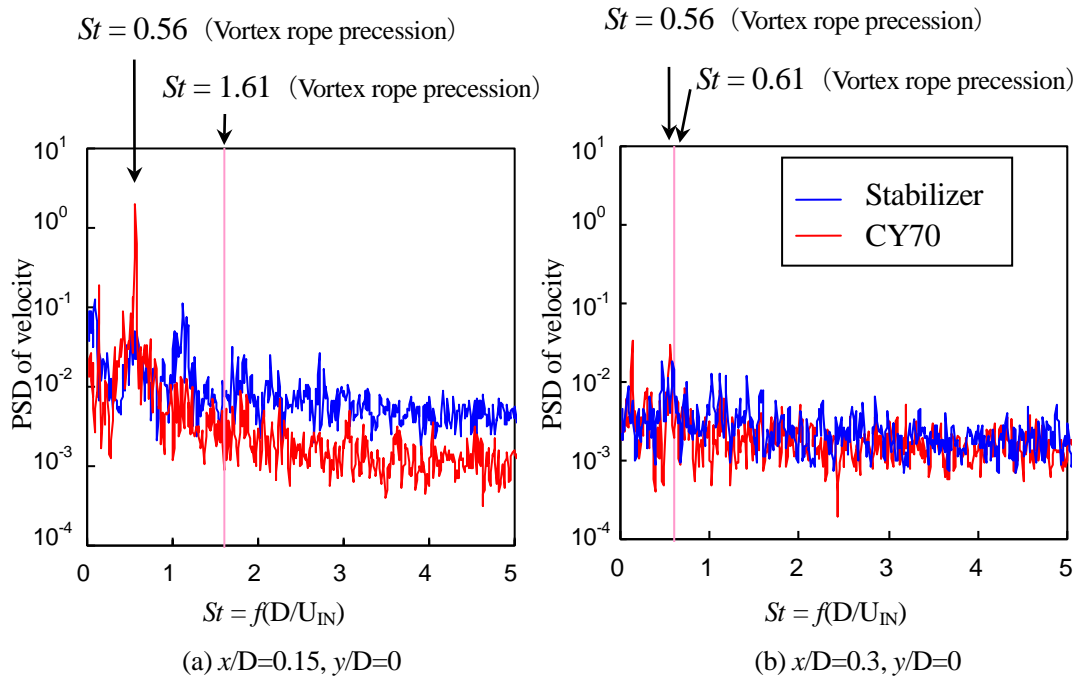 St = 0.56 （Vortex rope precession）
St = 1.61 （Vortex rope precession）
10^1
10^0
10^-1
10^-2
10^-3
10^-4
PSD of velocity
0 1 2 3 4 5
St = f(D/U_IN)
(a) x/D=0.15, y/D=0
St = 0.56 （Vortex rope precession）
St = 0.61 （Vortex rope precession）
Stabilizer
CY70
10^1
10^0
10^-1
10^-2
10^-3
10^-4
PSD of velocity
0 1 2 3 4 5
St = f(D/U_IN)
(b) x/D=0.3, y/D=0